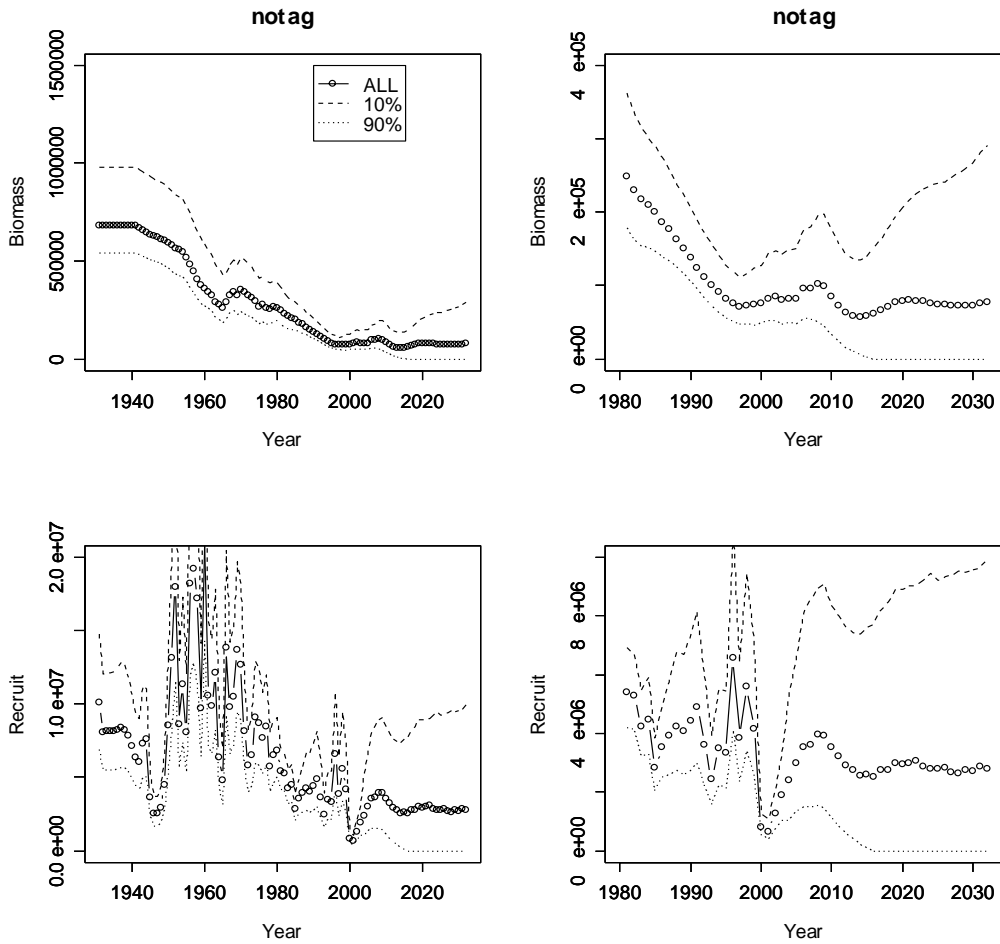 notag
1500000
1000000
500000
0
Biomass
ALL
10%
90%
1940 1960 1980 2000 2020
Year
notag
4 e+05
2 e+05
0 e+00
Biomass
1980 1990 2000 2010 2020 2030
Year
2.0 e+07
1.0 e+07
0.0 e+00
Recruit
1940 1960 1980 2000 2020
Year
8 e+06
4 e+06
0 e+00
Recruit
1980 1990 2000 2010 2020 2030
Year